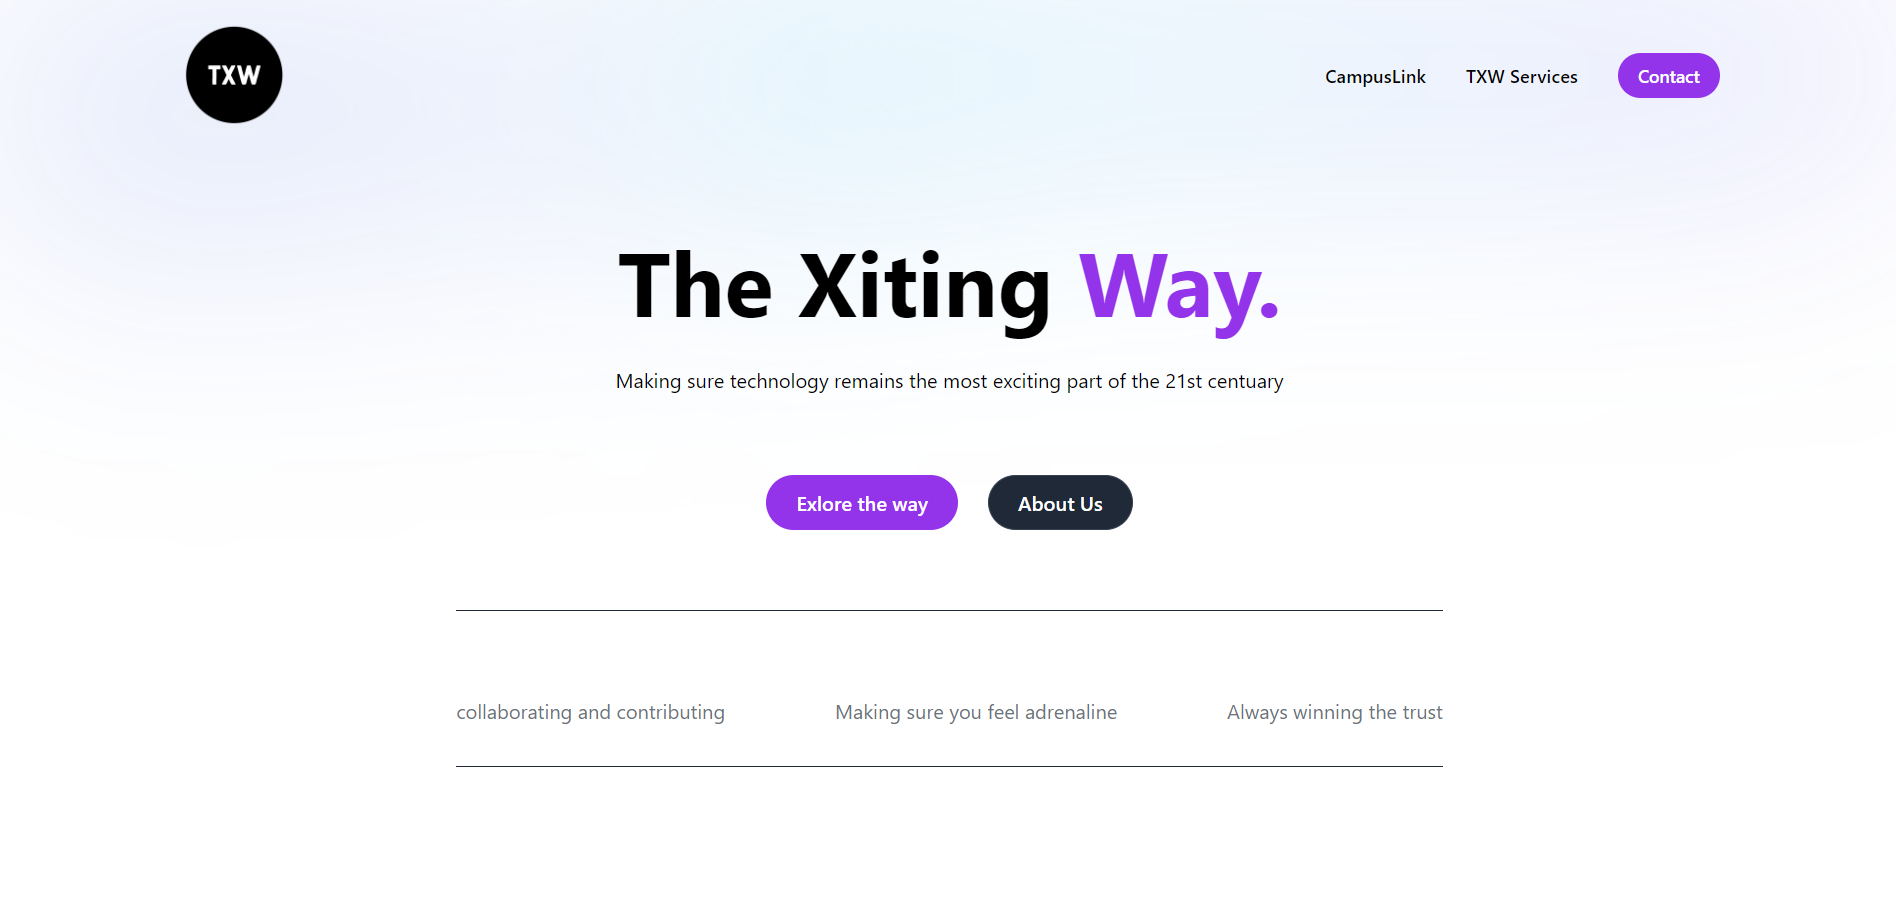 TXW
CampusLink
TXW Services
Contact
The Xiting Way.
Making sure technology remains the most exciting part of the 21st centuary
Exlore the way
About Us
collaborating and contributing
Making sure you feel adrenaline
Always winning the trust